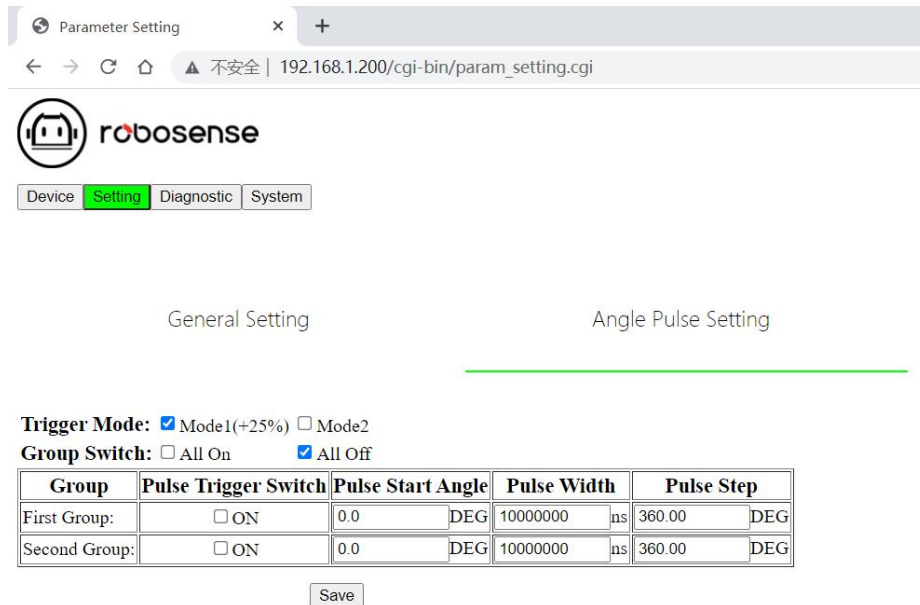 Parameter Setting
不安全 | 192.168.1.200/cgi-bin/param_setting.cgi
robosense
Device Setting Diagnostic System
General Setting Angle Pulse Setting
Trigger Mode: Mode1(+25%) Mode2
Group Switch: All On All Off
Group Pulse Trigger Switch Pulse Start Angle Pulse Width Pulse Step
First Group: ON 0.0 DEG 10000000 ns 360.00 DEG
Second Group: ON 0.0 DEG 10000000 ns 360.00 DEG
Save